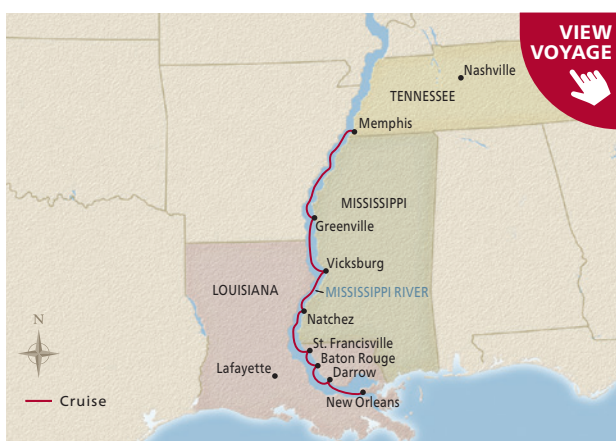 VIEW
VOYAGE
Nashville
TENNESSEE
Memphis
MISSISSIPPI
Greenville
Vicksburg
LOUISIANA
MISSISSIPPI RIVER
Natchez
N
St. Francisville
Baton Rouge
Lafayette
Darrow
New Orleans
Cruise